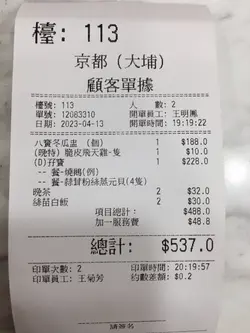 檯: 113
京都 (大埔)
顧客單據
檯號: 113 人 數: 2
單號: 12083310 開單員工: 王明鳳
日期: 2023-04-13 開單時間: 19:19:22
八寶冬瓜盅 (個) 1 $188.0
(晚特) 脆皮飛天雞-隻 1 $10.0
(D)孖寶 1 $228.0
-- 餐-燒鵝(例)
-- 餐-蒜茸粉絲蒸元貝(4隻)
晚茶 2 $32.0
絲苗白飯 2 $30.0
項目總計: $488.0
加一服務費 $48.8
總計: $537.0
印單次數: 2 印單時間: 20:19:57
印單員工: 王菊芳 約數差額: $0.2